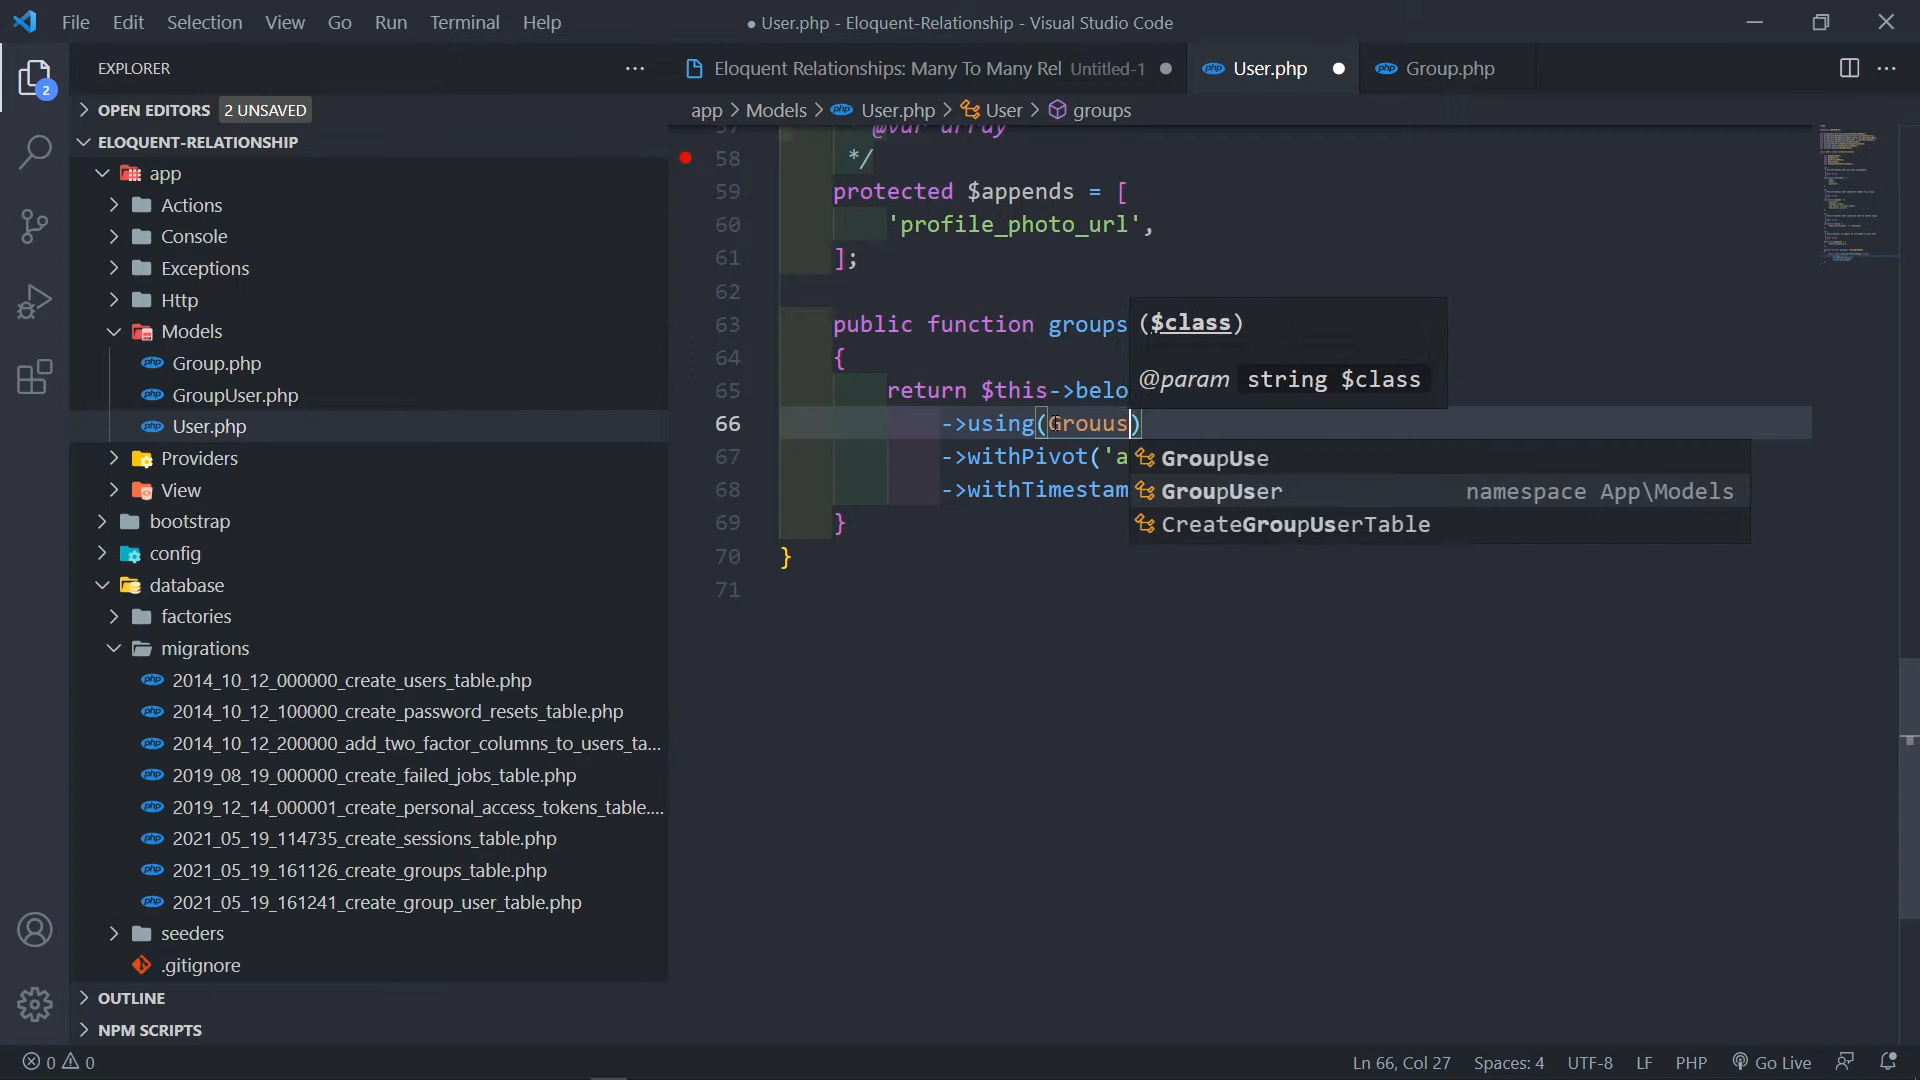 File Edit Selection View Go Run Terminal Help
● User.php - Eloquent-Relationship - Visual Studio Code
EXPLORER
Eloquent Relationships: Many To Many Rel Untitled-1
User.php
Group.php
2
OPEN EDITORS 2 UNSAVED
ELOQUENT-RELATIONSHIP
app
Actions
Console
Exceptions
Http
Models
Group.php
GroupUser.php
User.php
Providers
View
bootstrap
config
database
factories
migrations
2014_10_12_000000_create_users_table.php
2014_10_12_100000_create_password_resets_table.php
2014_10_12_200000_add_two_factor_columns_to_users_ta...
2019_08_19_000000_create_failed_jobs_table.php
2019_12_14_000001_create_personal_access_tokens_table....
2021_05_19_114735_create_sessions_table.php
2021_05_19_161126_create_groups_table.php
2021_05_19_161241_create_group_user_table.php
seeders
.gitignore
OUTLINE
NPM SCRIPTS
app > Models > User.php > User > groups
57 @var array
58 */
59 protected $appends = [
60 'profile_photo_url',
61 ];
62
63 public function groups
64 {
65 return $this->belo
66 ->using(Grouus)
67 ->withPivot('a
68 ->withTimestam
69 }
70 }
71
($class)
@param string $class
GroupUse
GroupUser namespace App\Models
CreateGroupUserTable
0 0
Ln 66, Col 27 Spaces: 4 UTF-8 LF PHP Go Live